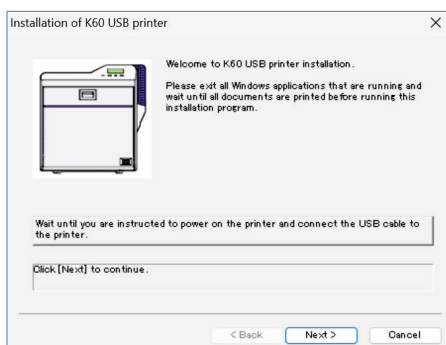 Installation of K60 USB printer
Welcome to K60 USB printer installation.
Please exit all Windows applications that are running and
wait until all documents are printed before running this
installation program.
Wait until you are instructed to power on the printer and connect the USB cable to
the printer.
Click [Next] to continue.
< Back
Next >
Cancel